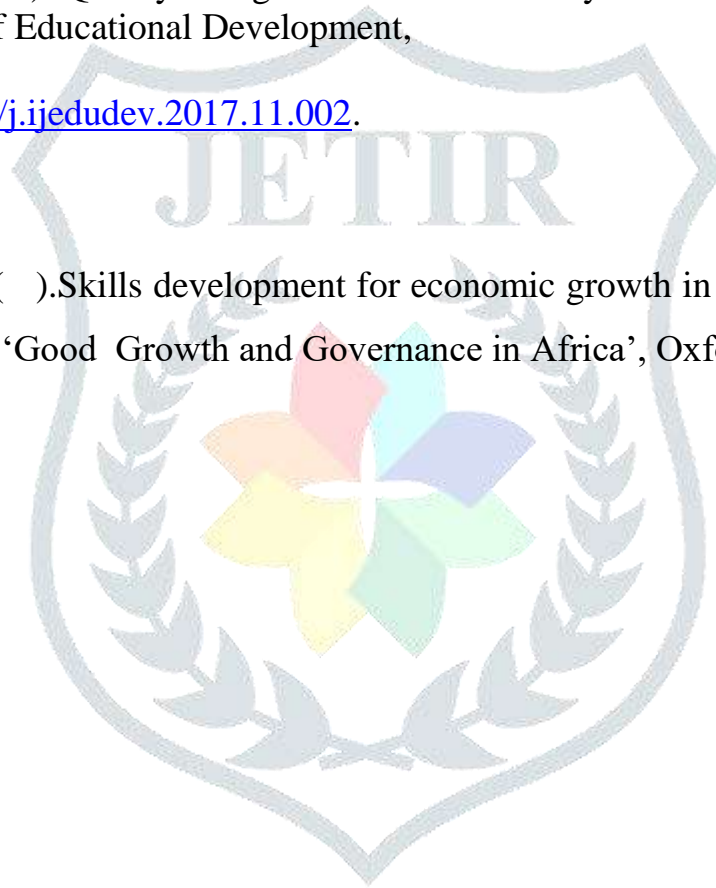 f Educational Development,
/j.ijedudev.2017.11.002.
JETIR
( ).Skills development for economic growth in
‘Good Growth and Governance in Africa’, Oxf